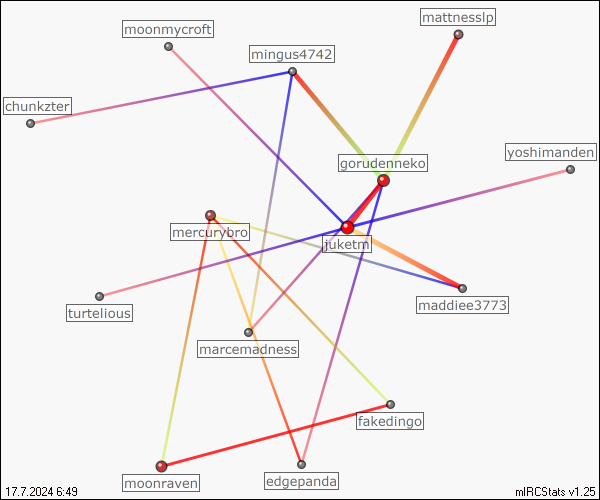 mattnesslp
moonmycroft
mingus4742
chunkzter
yoshimanden
gorudenneko
mercurybro
juketm
maddiee3773
turtelious
marcemadness
fakedingo
moonraven
edgepanda
17.7.2024 6:49
mIRCStats v1.25